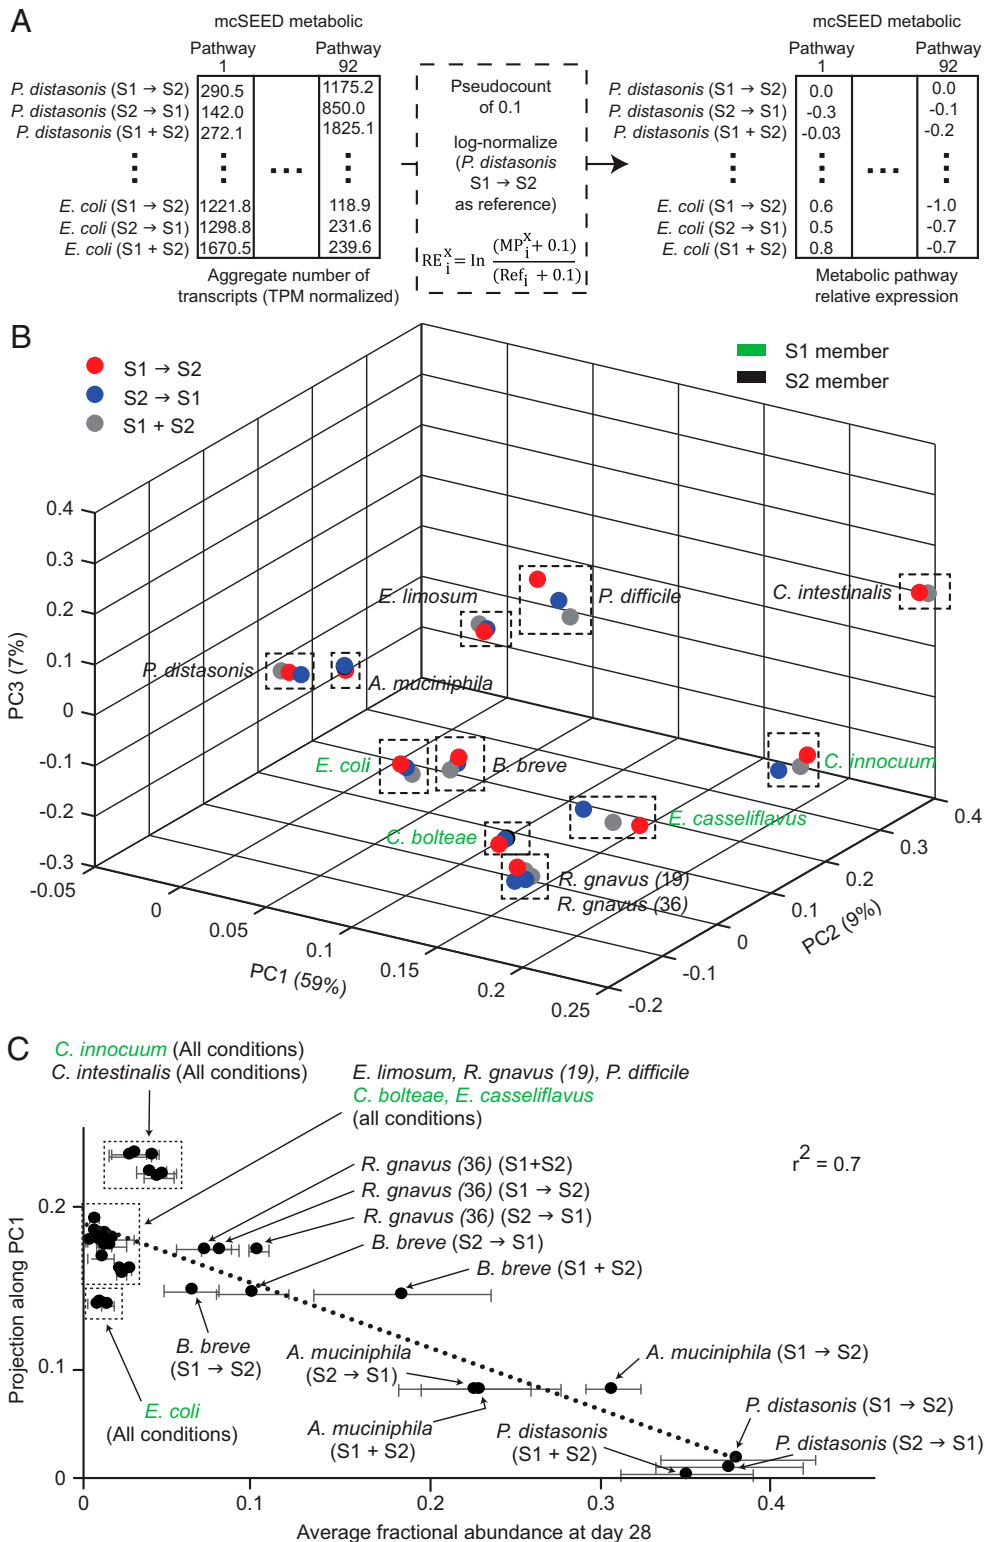 A
mcSEED metabolic
Pathway 1
Pathway 92
P. distasonis (S1 → S2) 290.5 1175.2
P. distasonis (S2 → S1) 142.0 850.0
P. distasonis (S1 + S2) 272.1 1825.1
...
E. coli (S1 → S2) 1221.8 118.9
E. coli (S2 → S1) 1298.8 231.6
E. coli (S1 + S2) 1670.5 239.6
Aggregate number of
transcripts (TPM normalized)
Pseudocount
of 0.1
log-normalize
(P. distasonis
S1 → S2
as reference)
RE_i^x = ln (MP_i^x + 0.1) / (Ref_i + 0.1)
mcSEED metabolic
Pathway 1
Pathway 92
P. distasonis (S1 → S2) 0.0 0.0
P. distasonis (S2 → S1) -0.3 -0.1
P. distasonis (S1 + S2) -0.03 -0.2
...
E. coli (S1 → S2) 0.6 -1.0
E. coli (S2 → S1) 0.5 -0.7
E. coli (S1 + S2) 0.8 -0.7
Metabolic pathway
relative expression
B
S1 → S2
S2 → S1
S1 + S2
S1 member
S2 member
0.4
0.3
0.2
0.1
0
-0.1
-0.2
-0.3
PC3 (7%)
-0.05
0
0.05
0.1
0.15
0.2
0.25
PC1 (59%)
-0.2
-0.1
0
0.1
0.2
0.3
0.4
PC2 (9%)
E. limosum
P. difficile
C. intestinalis
P. distasonis
A. muciniphila
E. coli
B. breve
C. innocuum
C. bolteae
E. casseliflavus
R. gnavus (19)
R. gnavus (36)
C
C. innocuum (All conditions)
C. intestinalis (All conditions)
E. limosum, R. gnavus (19), P. difficile
C. bolteae, E. casseliflavus
(all conditions)
r2 = 0.7
R. gnavus (36) (S1+S2)
R. gnavus (36) (S1 → S2)
R. gnavus (36) (S2 → S1)
B. breve (S2 → S1)
B. breve (S1 + S2)
B. breve
(S1 → S2)
A. muciniphila
(S2 → S1)
A. muciniphila (S1 → S2)
E. coli
(All conditions)
A. muciniphila
(S1 + S2)
P. distasonis
(S1 + S2)
P. distasonis (S1 → S2)
P. distasonis (S2 → S1)
Projection along PC1
0.2
0.1
0
0
0.1
0.2
0.3
0.4
Average fractional abundance at day 28